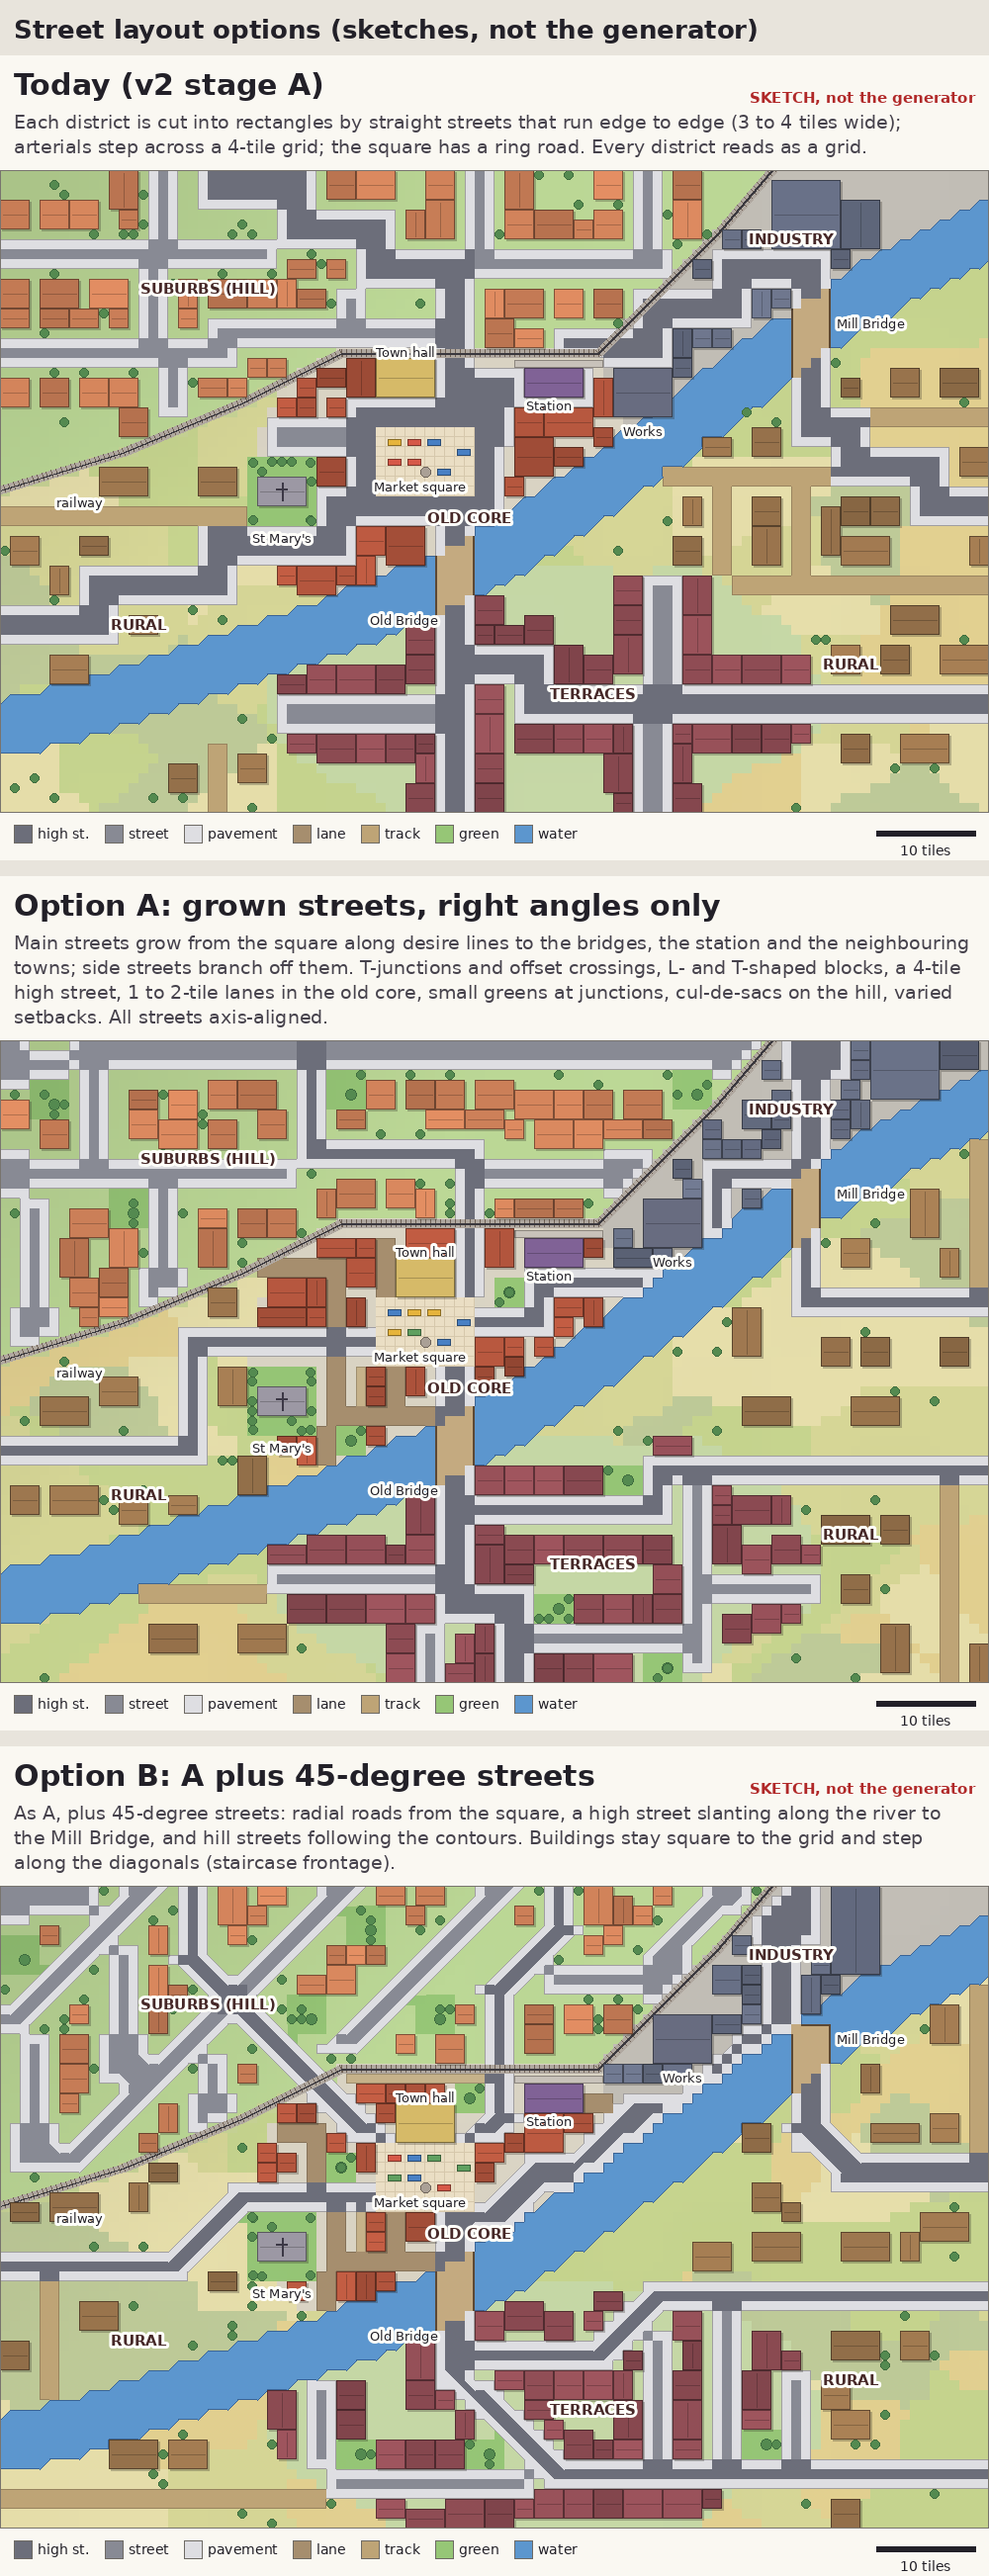 Street layout options (sketches, not the generator)
Today (v2 stage A)
SKETCH, not the generator
Each district is cut into rectangles by straight streets that run edge to edge (3 to 4 tiles wide);
arterials step across a 4-tile grid; the square has a ring road. Every district reads as a grid.
INDUSTRY
SUBURBS (HILL)
Mill Bridge
Town hall
Station
Works
Market square
railway
OLD CORE
St Mary's
Old Bridge
RURAL
RURAL
TERRACES
high st.
street
pavement
lane
track
green
water
10 tiles
Option A: grown streets, right angles only
Main streets grow from the square along desire lines to the bridges, the station and the neighbouring
towns; side streets branch off them. T-junctions and offset crossings, L- and T-shaped blocks, a 4-tile
high street, 1 to 2-tile lanes in the old core, small greens at junctions, cul-de-sacs on the hill, varied
setbacks. All streets axis-aligned.
INDUSTRY
SUBURBS (HILL)
Mill Bridge
Town hall
Works
Station
Market square
railway
OLD CORE
St Mary's
Old Bridge
RURAL
RURAL
TERRACES
high st.
street
pavement
lane
track
green
water
10 tiles
Option B: A plus 45-degree streets
SKETCH, not the generator
As A, plus 45-degree streets: radial roads from the square, a high street slanting along the river to
the Mill Bridge, and hill streets following the contours. Buildings stay square to the grid and step
along the diagonals (staircase frontage).
INDUSTRY
SUBURBS (HILL)
Mill Bridge
Works
Town hall
Station
Market square
railway
OLD CORE
St Mary's
Old Bridge
RURAL
RURAL
TERRACES
high st.
street
pavement
lane
track
green
water
10 tiles